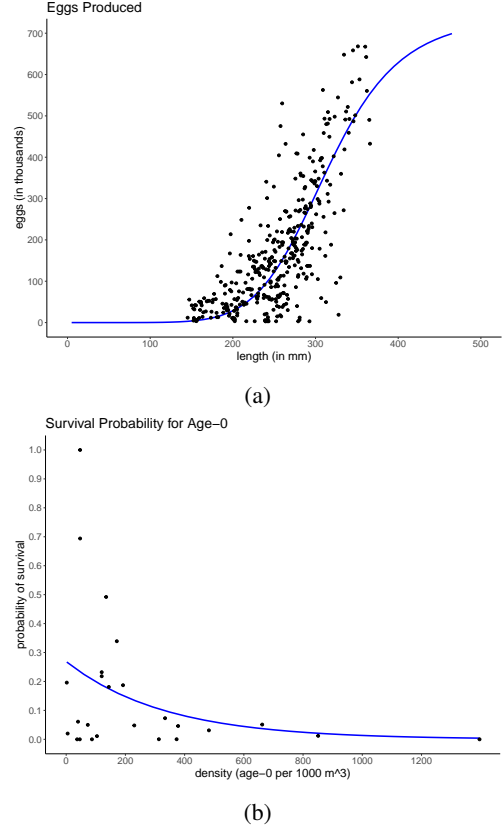 Eggs Produced
700
600
500
400
300
200
100
0
eggs (in thousands)
0 100 200 300 400 500
length (in mm)
(a)
Survival Probability for Age−0
1.0
0.9
0.8
0.7
0.6
0.5
0.4
0.3
0.2
0.1
0.0
probability of survival
0 200 400 600 800 1000 1200
density (age−0 per 1000 m^3)
(b)